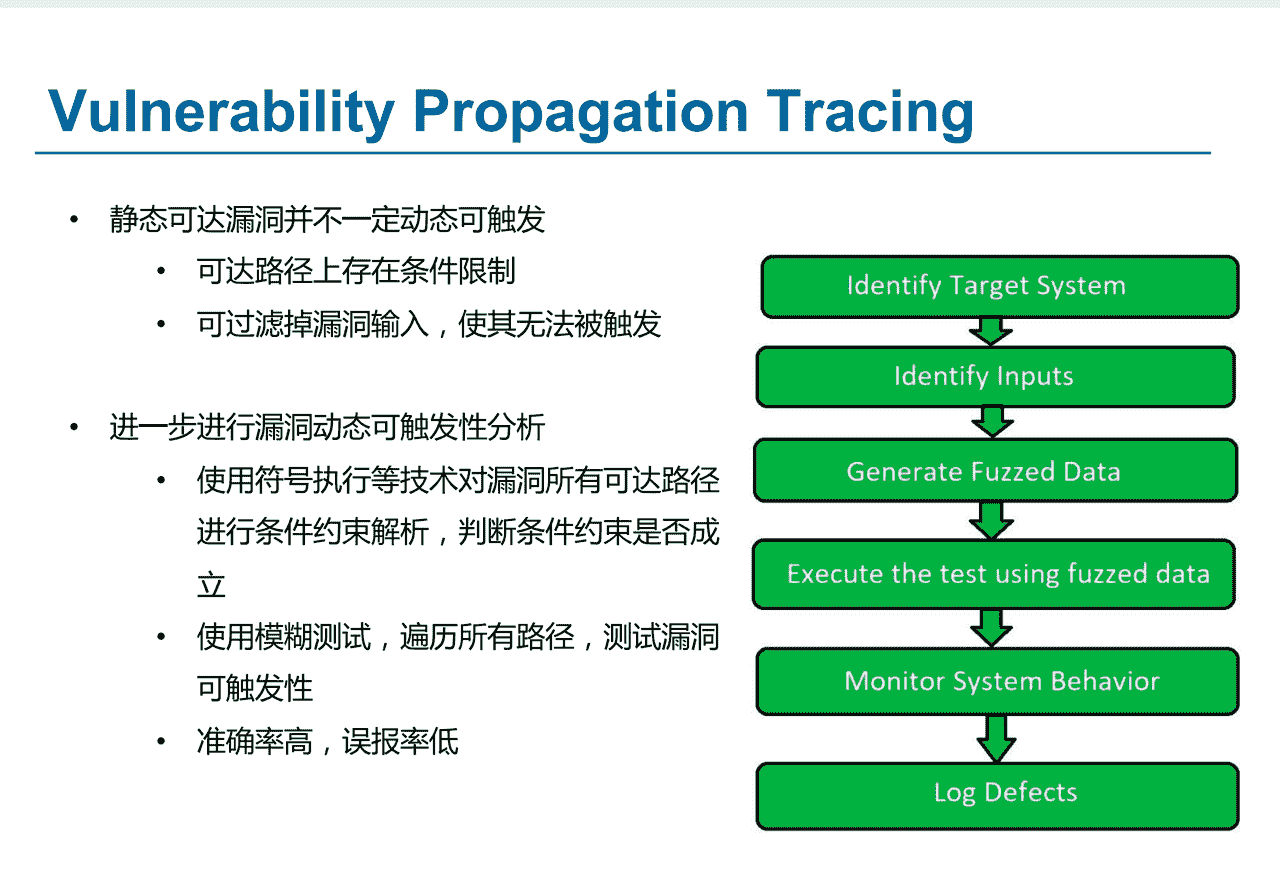 Vulnerability Propagation Tracing
• 静态可达漏洞并不一定动态可触发
• 可达路径上存在条件限制
• 可过滤掉漏洞输入，使其无法被触发
• 进一步进行漏洞动态可触发性分析
• 使用符号执行等技术对漏洞所有可达路径
进行条件约束解析，判断条件约束是否成
立
• 使用模糊测试，遍历所有路径，测试漏洞
可触发性
• 准确率高，误报率低
Identify Target System
Identify Inputs
Generate Fuzzed Data
Execute the test using fuzzed data
Monitor System Behavior
Log Defects